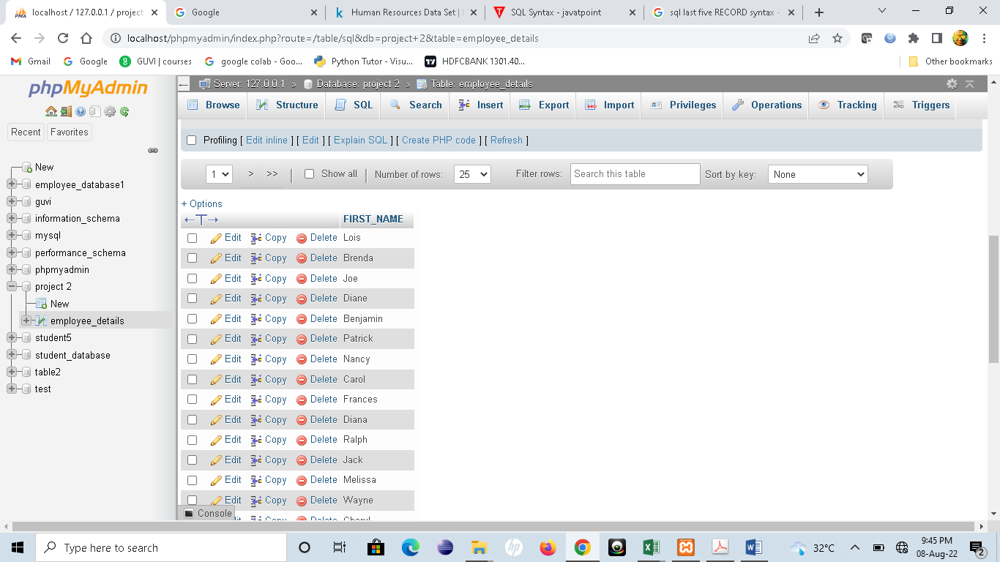 localhost / 127.0.0.1 / project
Google
Human Resources Data Set |
SQL Syntax - javatpoint
sql last five RECORD syntax -
localhost/phpmyadmin/index.php?route=/table/sql&db=project+2&table=employee_details
Gmail
Google
GUVI | courses
google colab - Goo...
Python Tutor - Visu...
HDFCBANK 1301.40...
Other bookmarks
phpMyAdmin
Recent
Favorites
New
employee_database1
guvi
information_schema
mysql
performance_schema
phpmyadmin
project 2
New
employee_details
student5
student_database
table2
test
Server: 127.0.0.1 » Database: project 2 » Table: employee_details
Browse Structure SQL Search Insert Export Import Privileges Operations Tracking Triggers
Profiling [ Edit inline ] [ Edit ] [ Explain SQL ] [ Create PHP code ] [ Refresh ]
1 > >> | Show all | Number of rows: 25 Filter rows: Search this table Sort by key: None
+ Options
←T→ FIRST_NAME
Edit Copy Delete Lois
Edit Copy Delete Brenda
Edit Copy Delete Joe
Edit Copy Delete Diane
Edit Copy Delete Benjamin
Edit Copy Delete Patrick
Edit Copy Delete Nancy
Edit Copy Delete Carol
Edit Copy Delete Frances
Edit Copy Delete Diana
Edit Copy Delete Ralph
Edit Copy Delete Jack
Edit Copy Delete Melissa
Edit Copy Delete Wayne
Console
Type here to search
32°C
9:45 PM
08-Aug-22
2